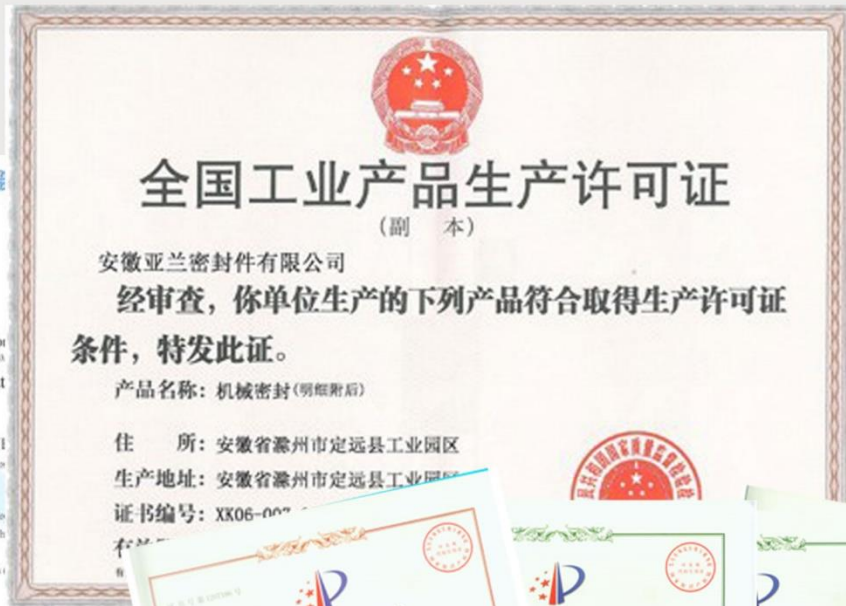 全国工业产品生产许可证
(副 本)
安徽亚兰密封件有限公司
经审查，你单位生产的下列产品符合取得生产许可证
条件，特发此证。
产品名称：机械密封(明细附后)
住 所：安徽省滁州市定远县工业园区
生产地址：安徽省滁州市定远县工业园区
证书编号：XK06-007